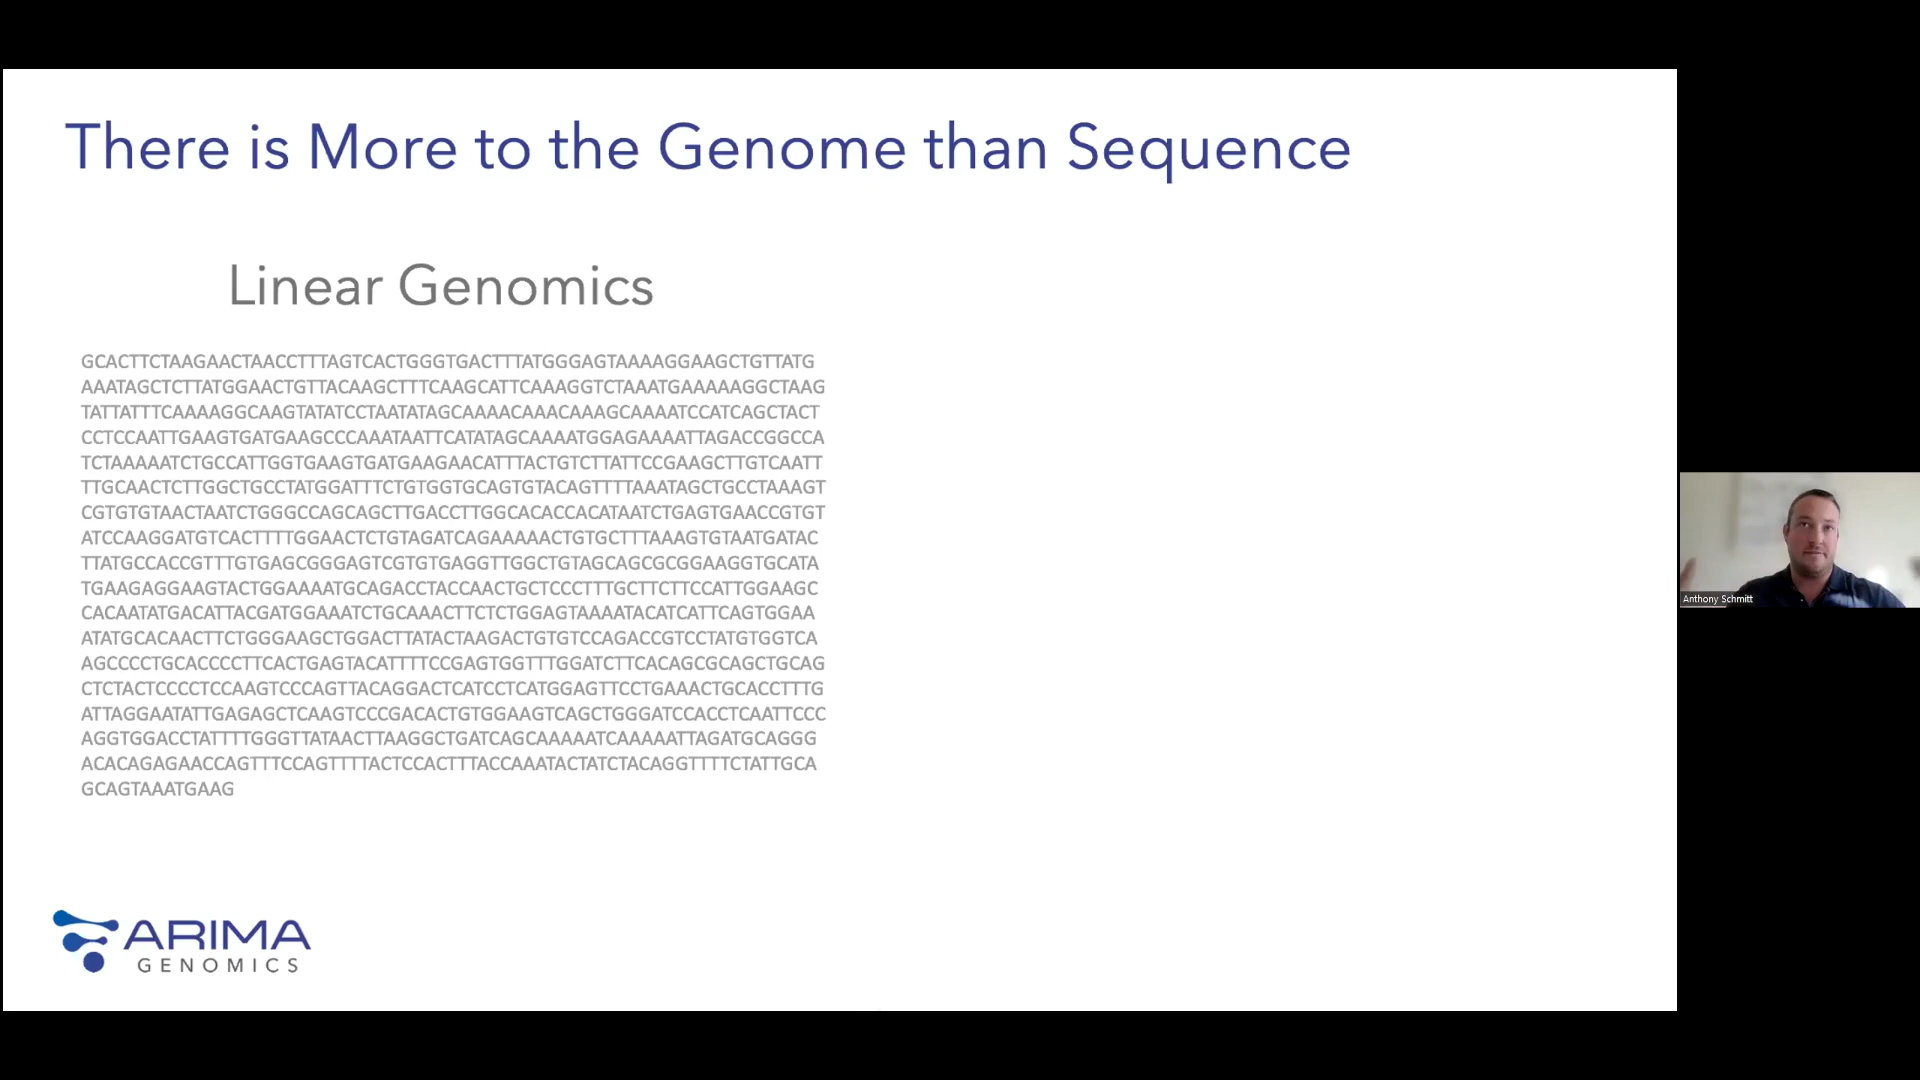 There is More to the Genome than Sequence
Linear Genomics
GCACTTCTAAGAACTAACCTTTAGTCACTGGGTGACTTTATGGGAGTAAAAGGAAGCTGTTATG
AAATAGCTCTTATGGAACTGTTACAAGCTTTCAAGCATTCAAAGGTCTAAATGAAAAAGGCTAAG
TATTATTTCAAAAGGCAAGTATATCCTAATATAGCAAAACAAACAAAGCAAAATCCATCAGCTACT
CCTCCAATTGAAGTGATGAAGCCCAAATAATTCATATAGCAAAATGGAGAAAATTAGACCGGCCA
TCTAAAAATCTGCCATTGGTGAAGTGATGAAGAACATTTACTGTCTTATTCCGAAGCTTGTCAATT
TTGCAACTCTTGGCTGCCTATGGATTTCTGTGGTGCAGTGTACAGTTTTAAATAGCTGCCTAAAGT
CGTGTGTAACTAATCTGGGCCAGCAGCTTGACCTTGGCACACCACATAATCTGAGTGAACCGTGT
ATCCAAGGATGTCACTTTTGGAACTCTGTAGATCAGAAAAACTGTGCTTTAAAGTGTAATGATAC
TTATGCCACCGTTTGTGAGCGGGAGTCGTGTGAGGTTGGCTGTAGCAGCGCGGAAGGTGCATA
TGAAGAGGAAGTACTGGAAAATGCAGACCTACCAACTGCTCCCTTTGCTTCTTCCATTGGAAGC
CACAATATGACATTACGATGGAAATCTGCAAACTTCTCTGGAGTAAAATACATCATTCAGTGGAA
ATATGCACAACTTCTGGGAAGCTGGACTTATACTAAGACTGTGTCCAGACCGTCCTATGTGGTCA
AGCCCCTGCACCCCTTCACTGAGTACATTTTCCGAGTGGTTTGGATCTTCACAGCGCAGCTGCAG
CTCTACTCCCCTCCAAGTCCCAGTTACAGGACTCATCCTCATGGAGTTCCTGAAACTGCACCTTTG
ATTAGGAATATTGAGAGCTCAAGTCCCGACACTGTGGAAGTCAGCTGGGATCCACCTCAATTCCC
AGGTGGACCTATTTTGGGTTATAACTTAAGGCTGATCAGCAAAAATCAAAAATTAGATGCAGGG
ACACAGAGAACCAGTTTCCAGTTTTACTCCACTTTACCAAATACTATCTACAGGTTTTCTATTGCA
GCAGTAAATGAAG
ARIMA
GENOMICS
Anthony Schmitt